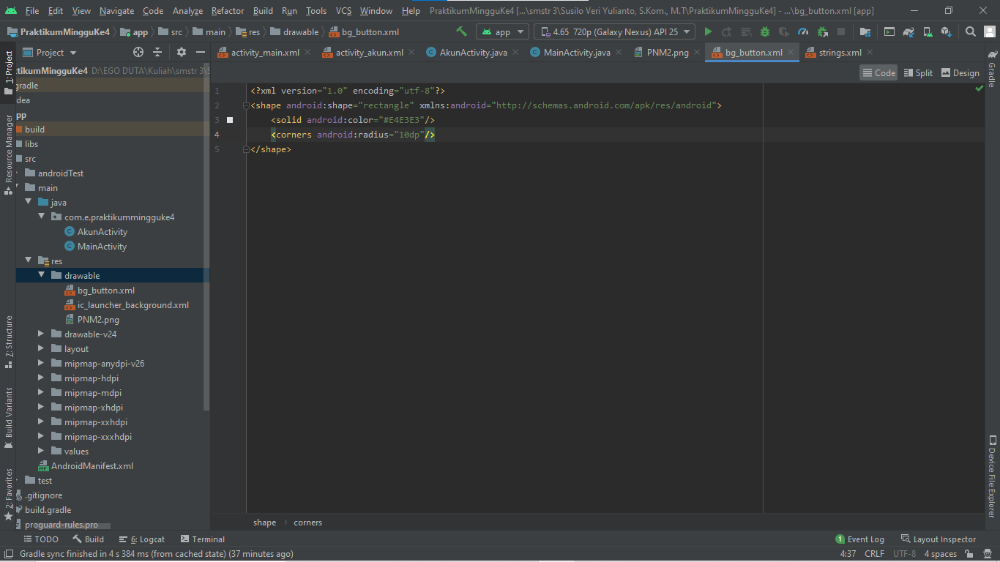 File Edit View Navigate Code Analyze Refactor Build Run Tools VCS Window Help PraktikumMingguKe4 [...\smstr 3\Susilo Veri Yulianto, S.Kom., M.T\PraktikumMingguKe4] - ...\bg_button.xml [app]
PraktikumMingguKe4 app src main res drawable bg_button.xml app 4.65 720p (Galaxy Nexus) API 25
Project activity_main.xml activity_akun.xml AkunActivity.java MainActivity.java PNM2.png bg_button.xml strings.xml
Code Split Design
1: Project
Resource Manager
7: Structure
Build Variants
2: Favorites
tikumMingguKe4 D:\EGO DUTA\Kuliah\smstr 3\S
gradle
dea
pp
build
libs
src
androidTest
main
java
com.e.praktikummingguke4
AkunActivity
MainActivity
res
drawable
bg_button.xml
ic_launcher_background.xml
PNM2.png
drawable-v24
layout
mipmap-anydpi-v26
mipmap-hdpi
mipmap-mdpi
mipmap-xhdpi
mipmap-xxhdpi
mipmap-xxxhdpi
values
AndroidManifest.xml
test
.gitignore
build.gradle
proguard-rules.pro
1 <?xml version="1.0" encoding="utf-8"?>
2 <shape android:shape="rectangle" xmlns:android="http://schemas.android.com/apk/res/android">
3 <solid android:color="#E4E3E3"/>
4 <corners android:radius="10dp"/>
5 </shape>
Gradle
Device File Explorer
shape corners
TODO Build 6: Logcat Terminal 1 Event Log Layout Inspector
Gradle sync finished in 4 s 384 ms (from cached state) (37 minutes ago) 4:37 CRLF UTF-8 4 spaces